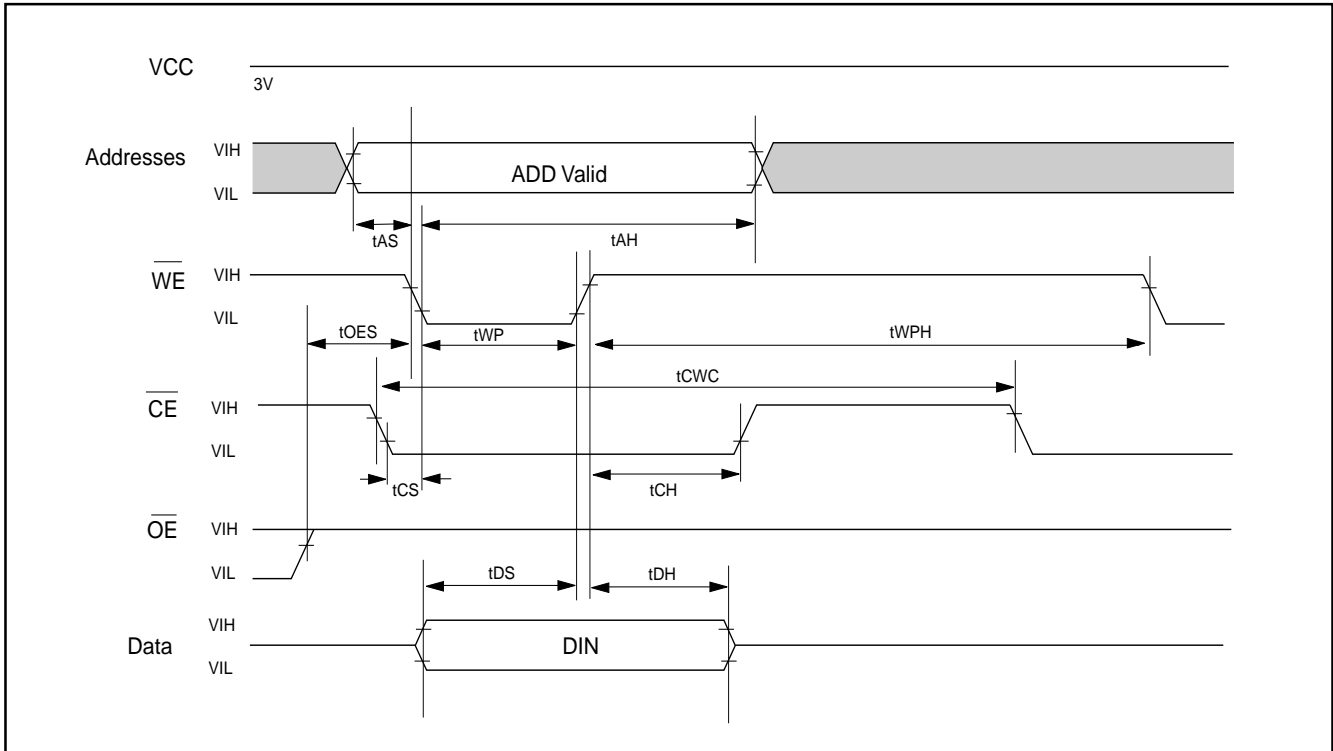 VCC
3V
Addresses
VIH
VIL
ADD Valid
tAS
tAH
WE
VIH
VIL
tOES
tWP
tWPH
tCWC
CE
VIH
VIL
tCS
tCH
OE
VIH
VIL
tDS
tDH
Data
VIH
VIL
DIN